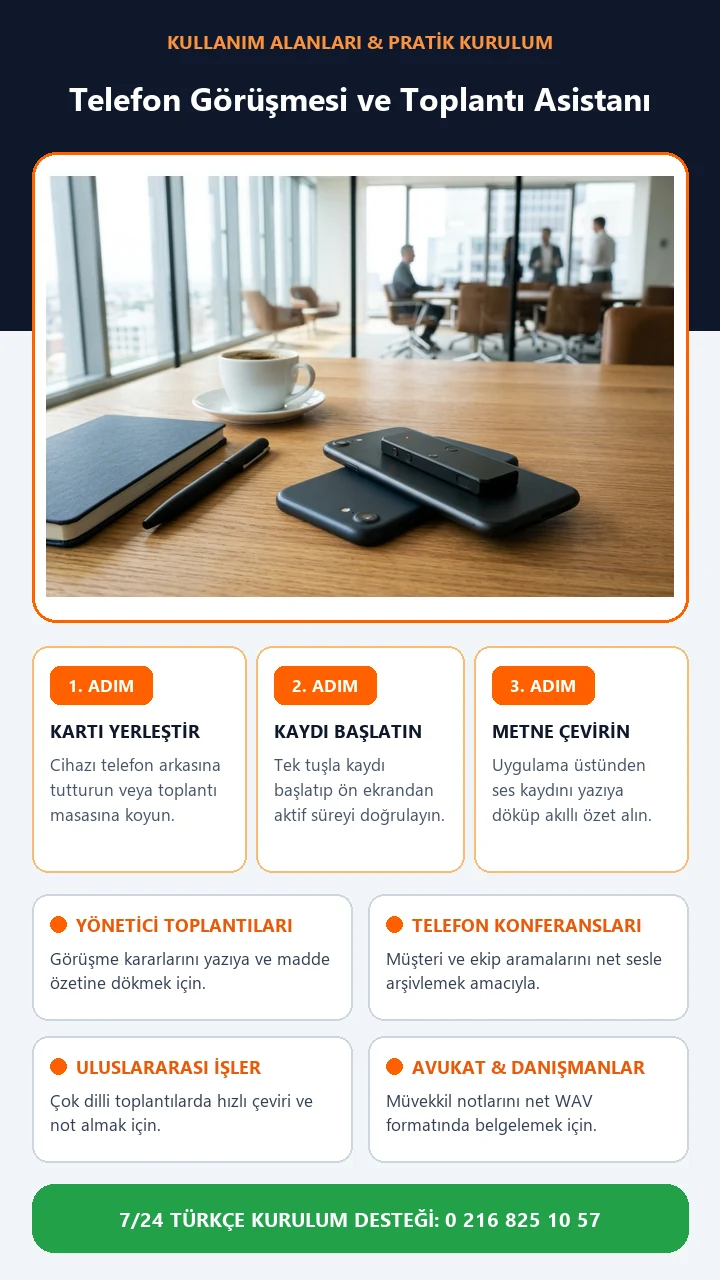 KULLANIM ALANLARI & PRATİK KURULUM
Telefon Görüşmesi ve Toplantı Asistanı
1. ADIM
KARTI YERLEŞTİR
Cihazı telefon arkasına
tutturun veya toplantı
masasına koyun.
2. ADIM
KAYDI BAŞLATIN
Tek tuşla kaydı
başlatıp ön ekrandan
aktif süreyi doğrulayın.
3. ADIM
METNE ÇEVİRİN
Uygulama üstünden
ses kaydını yazıya
döküp akıllı özet alın.
YÖNETİCİ TOPLANTILARI
Görüşme kararlarını yazıya ve madde
özetine dökmek için.
TELEFON KONFERANSLARI
Müşteri ve ekip aramalarını net sesle
arşivlemek amacıyla.
ULUSLARARASI İŞLER
Çok dilli toplantılarda hızlı çeviri ve
not almak için.
AVUKAT & DANIŞMANLAR
Müvekkil notlarını net WAV
formatında belgelemek için.
7/24 TÜRKÇE KURULUM DESTEĞİ: 0 216 825 10 57